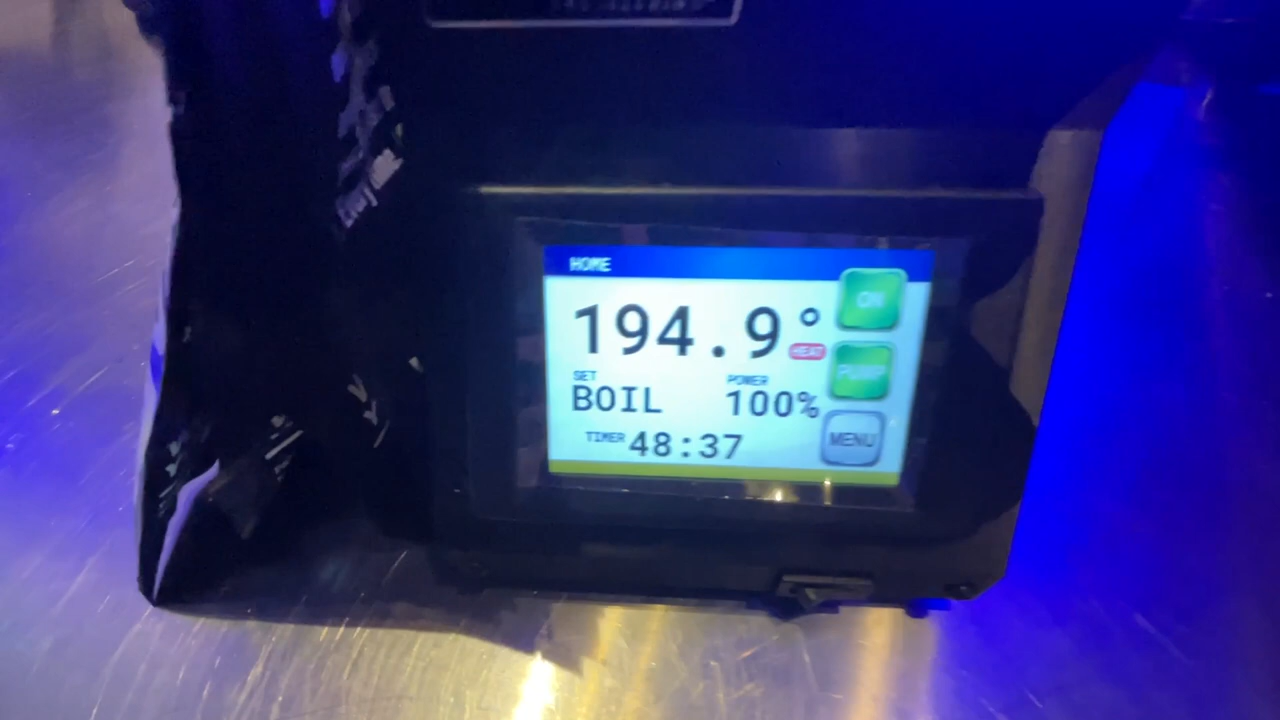 HOME
ON
194.9°
HEAT
PUMP
SET
POWER
BOIL
100%
MENU
TIMER 48:37